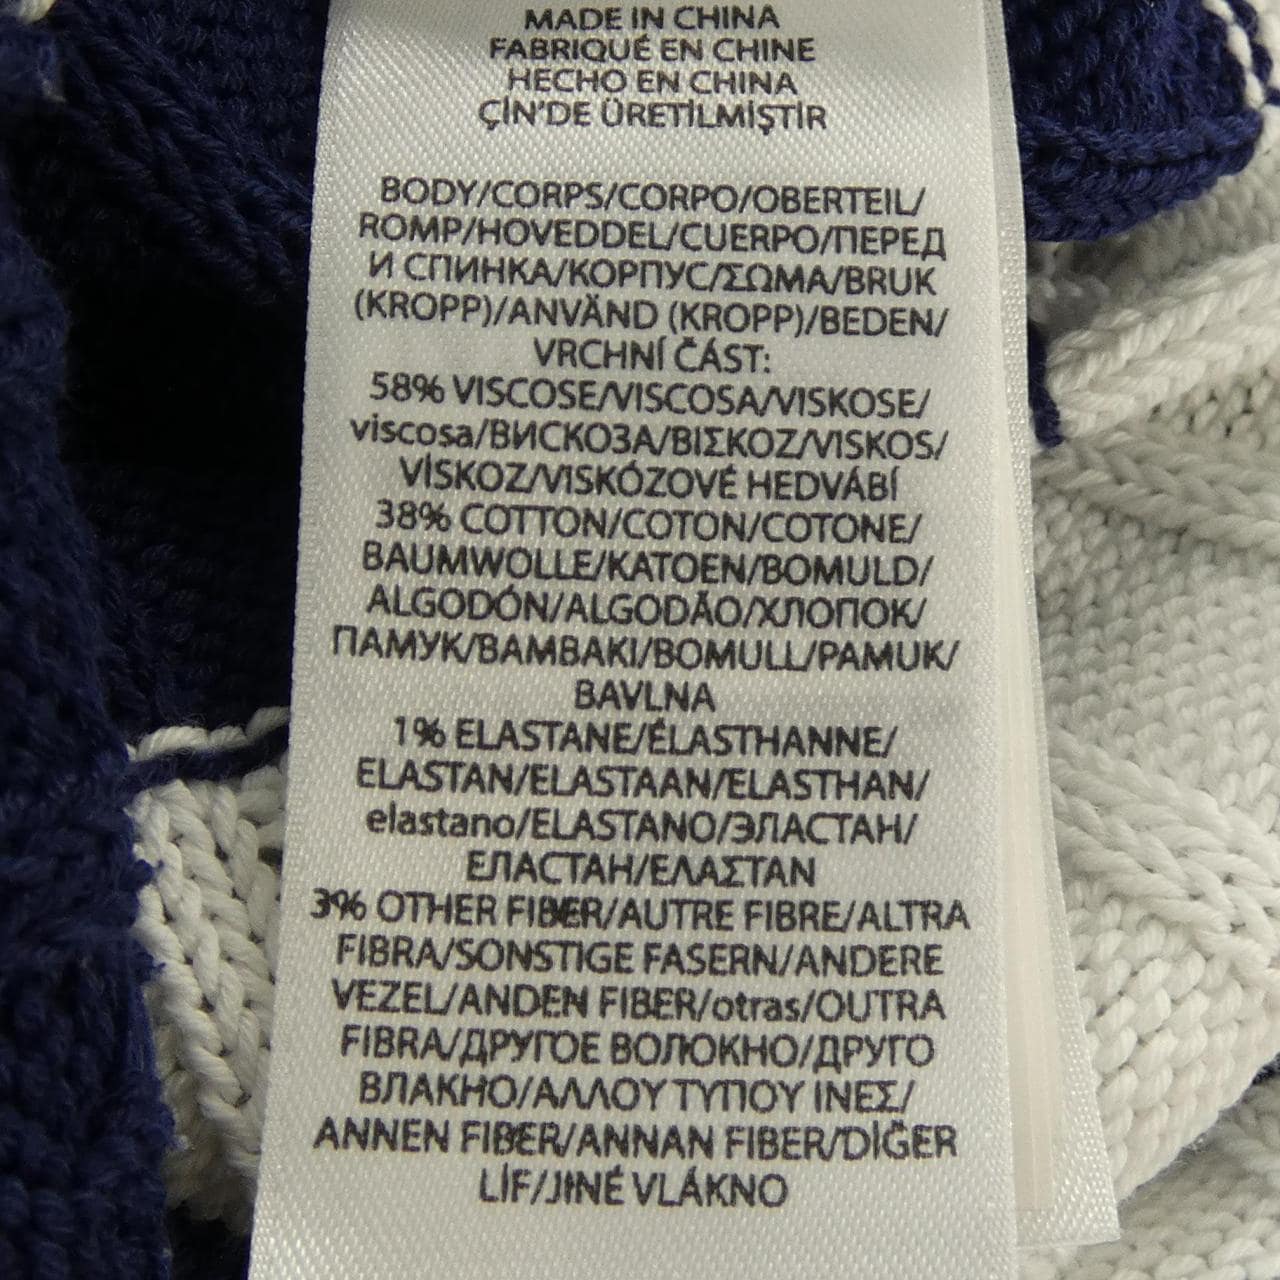 MADE IN CHINA
FABRIQUÉ EN CHINE
HECHO EN CHINA
ÇİN'DE ÜRETİLMİŞTİR
BODY/CORPS/CORPO/OBERTEIL/
ROMP/HOVEDDEL/CUERPO/ПЕРЕД
И СПИНКА/КОРПУС/ΣΩΜΑ/BRUK
(KROPP)/ANVÄND (KROPP)/BEDEN/
VRCHNÍ ČÁST:
58% VISCOSE/VISCOSA/VISKOSE/
viscosa/ВИСКОЗА/ΒΙΣΚΟΖ/VISKOS/
VİSKOZ/VISKÓZOVÉ HEDVÁBÍ
38% COTTON/COTON/COTONE/
BAUMWOLLE/KATOEN/BOMULD/
ALGODÓN/ALGODÃO/ХЛОПОК/
ПАМУК/ΒΑΜΒΑΚΙ/BOMULL/PAMUK/
BAVLNA
1% ELASTANE/ÉLASTHANNE/
ELASTAN/ELASTAAN/ELASTHAN/
elastano/ELASTANO/ЭЛАСТАН/
ЕЛАСТАН/ΕΛΑΣΤΑΝ
3% OTHER FIBER/AUTRE FIBRE/ALTRA
FIBRA/SONSTIGE FASERN/ANDERE
VEZEL/ANDEN FIBER/otras/OUTRA
FIBRA/ДРУГОЕ ВОЛОКНО/ДРУГО
ВЛАКНО/ΑΛΛΟΥ ΤΥΠΟΥ ΙΝΕΣ/
ANNEN FIBER/ANNAN FIBER/DİĞER
LİF/JINÉ VLÁKNO